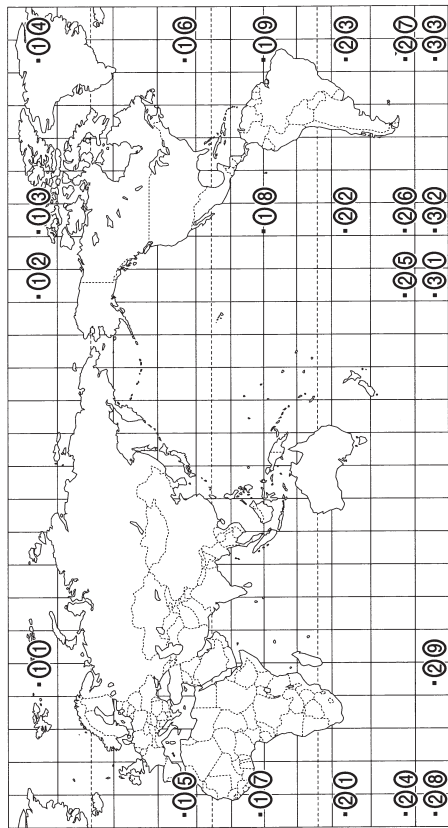 ⑭ ⑯ ⑲ ㉓ ㉗ ㉝
⑬ ⑱ ㉒ ㉖ ㉜
⑫ ㉕ ㉛
⑪ ㉙
⑮ ⑰ ㉑ ㉔ ㉘